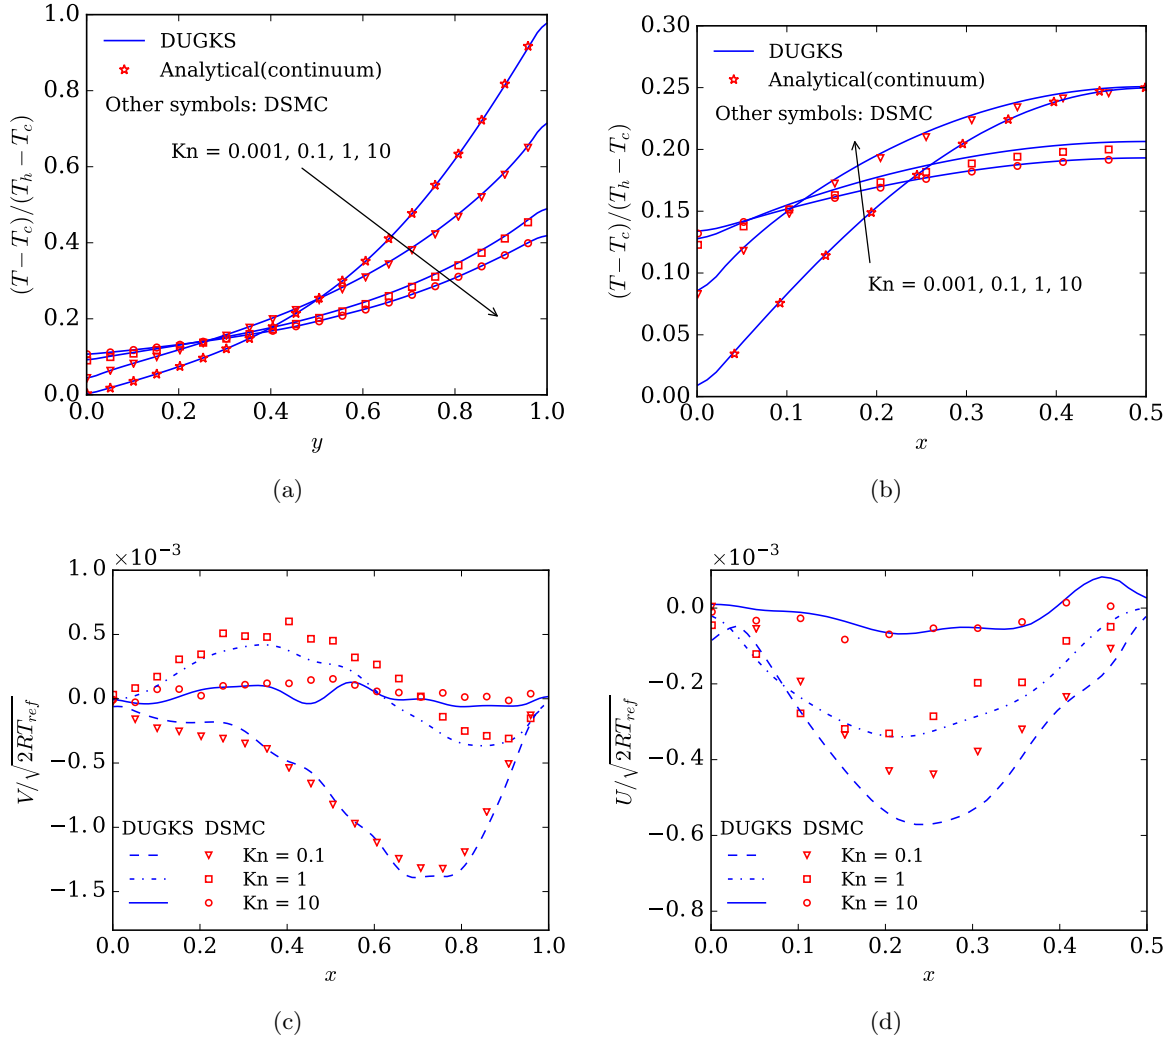 1.0
0.8
0.6
0.4
0.2
0.0
(T − T_c)/(T_h − T_c)
DUGKS
Analytical(continuum)
Other symbols: DSMC
Kn = 0.001, 0.1, 1, 10
0.0 0.2 0.4 0.6 0.8 1.0
y
(a)
0.30
0.25
0.20
0.15
0.10
0.05
0.00
(T − T_c)/(T_h − T_c)
DUGKS
Analytical(continuum)
Other symbols: DSMC
Kn = 0.001, 0.1, 1, 10
0.0 0.1 0.2 0.3 0.4 0.5
x
(b)
×10⁻³
1.0
0.5
0.0
−0.5
−1.0
−1.5
V/√2RT_ref
DUGKS DSMC
Kn = 0.1
Kn = 1
Kn = 10
0.0 0.2 0.4 0.6 0.8 1.0
x
(c)
×10⁻³
0.0
−0.2
−0.4
−0.6
−0.8
U/√2RT_ref
DUGKS DSMC
Kn = 0.1
Kn = 1
Kn = 10
0.0 0.1 0.2 0.3 0.4 0.5
x
(d)